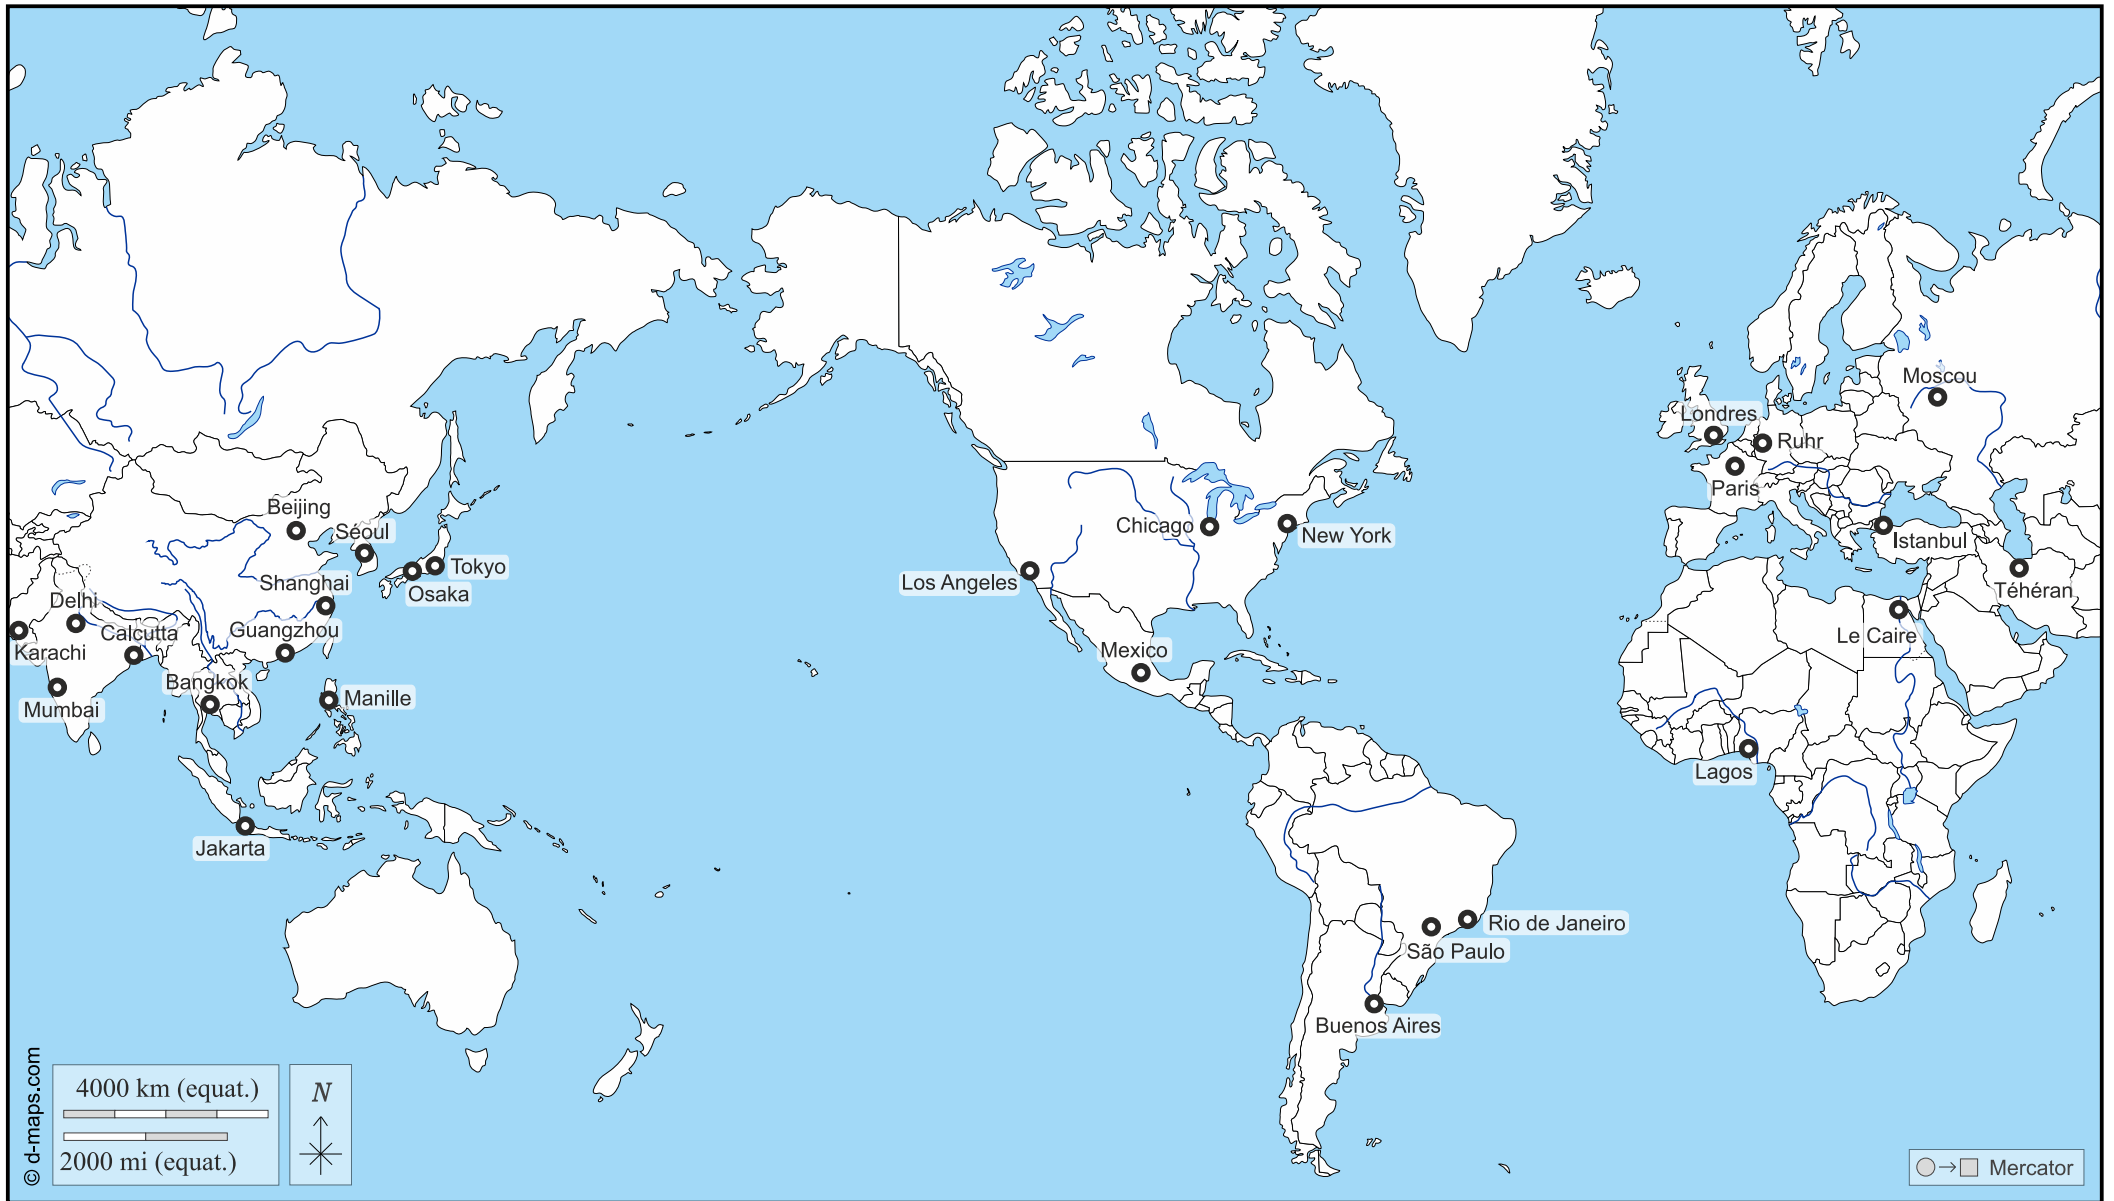 Moscou
Londres
Ruhr
Paris
Beijing
Séoul
Chicago
New York
Istanbul
Tokyo
Shanghai
Los Angeles
Osaka
Téhéran
Delhi
Calcutta
Guangzhou
Le Caire
Karachi
Mexico
Bangkok
Manille
Mumbai
Lagos
Jakarta
Rio de Janeiro
São Paulo
Buenos Aires
© d-maps.com
4000 km (equat.)
2000 mi (equat.)
N
Mercator